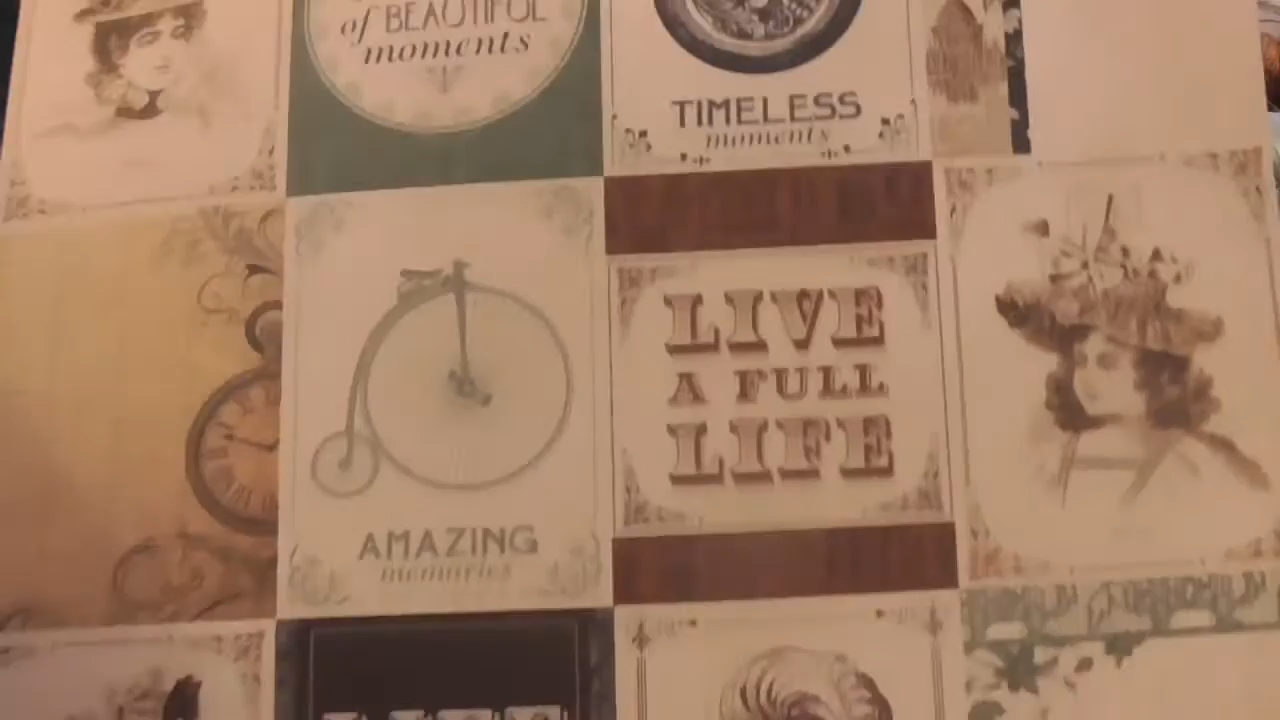 of BEAUTIFUL
moments
TIMELESS
moments
LIVE
A FULL
LIFE
AMAZING
memories